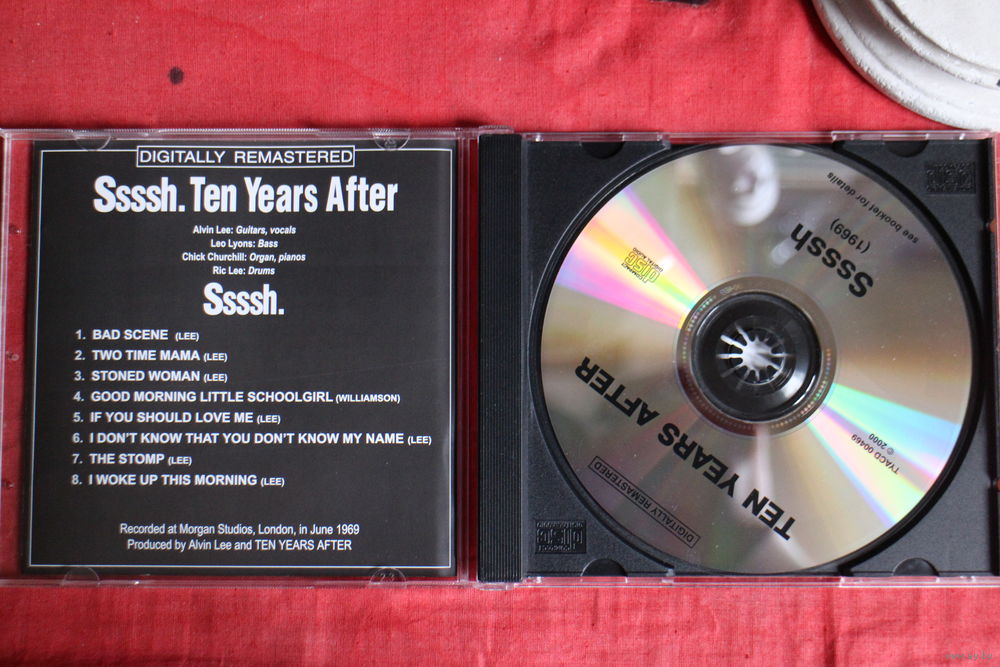 DIGITALLY REMASTERED
Ssssh. Ten Years After
Alvin Lee: Guitars, vocals
Leo Lyons: Bass
Chick Churchill: Organ, pianos
Ric Lee: Drums
Ssssh.
1. BAD SCENE (LEE)
2. TWO TIME MAMA (LEE)
3. STONED WOMAN (LEE)
4. GOOD MORNING LITTLE SCHOOLGIRL (WILLIAMSON)
5. IF YOU SHOULD LOVE ME (LEE)
6. I DON'T KNOW THAT YOU DON'T KNOW MY NAME (LEE)
7. THE STOMP (LEE)
8. I WOKE UP THIS MORNING (LEE)
Recorded at Morgan Studios, London, in June 1969
Produced by Alvin Lee and TEN YEARS AFTER
DIGITALLY REMASTERED
TEN YEARS AFTER
TYACD 00469
© 2000
COMPACT
disc
DIGITAL AUDIO
Ssssh
(1969)
see booklet for details